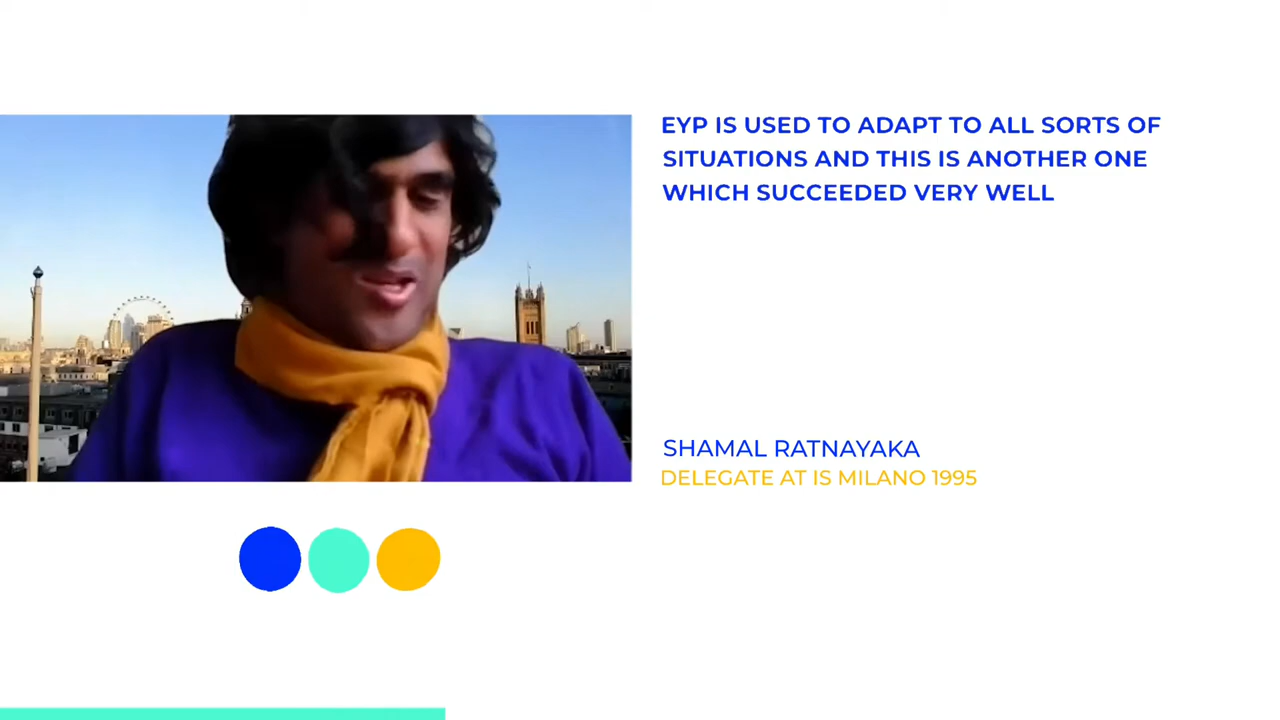 EYP IS USED TO ADAPT TO ALL SORTS OF
SITUATIONS AND THIS IS ANOTHER ONE
WHICH SUCCEEDED VERY WELL
SHAMAL RATNAYAKA
DELEGATE AT IS MILANO 1995